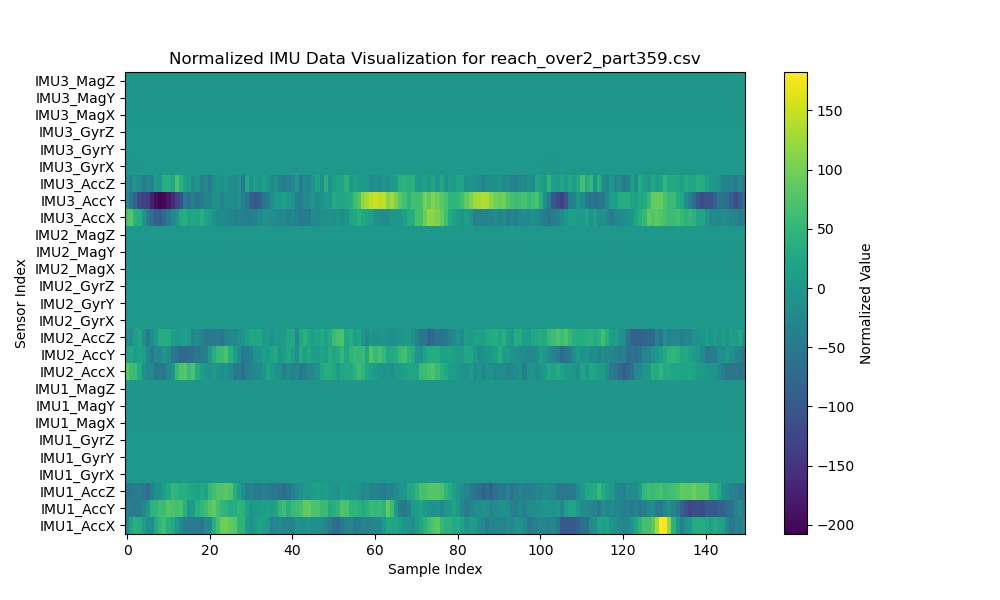 Normalized IMU Data Visualization for reach_over2_part359.csv
IMU3_MagZ
IMU3_MagY
IMU3_MagX
IMU3_GyrZ
IMU3_GyrY
IMU3_GyrX
IMU3_AccZ
IMU3_AccY
IMU3_AccX
IMU2_MagZ
IMU2_MagY
IMU2_MagX
IMU2_GyrZ
IMU2_GyrY
IMU2_GyrX
IMU2_AccZ
IMU2_AccY
IMU2_AccX
IMU1_MagZ
IMU1_MagY
IMU1_MagX
IMU1_GyrZ
IMU1_GyrY
IMU1_GyrX
IMU1_AccZ
IMU1_AccY
IMU1_AccX
Sensor Index
0 20 40 60 80 100 120 140
Sample Index
150
100
50
0
−50
−100
−150
−200
Normalized Value